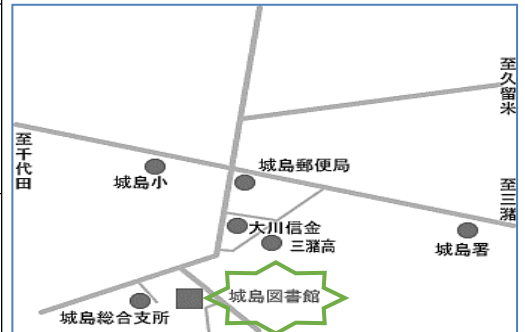 至久留米
至千代田
城島郵便局
城島小
至三潴
大川信金
三潴高
城島署
城島図書館
城島総合支所